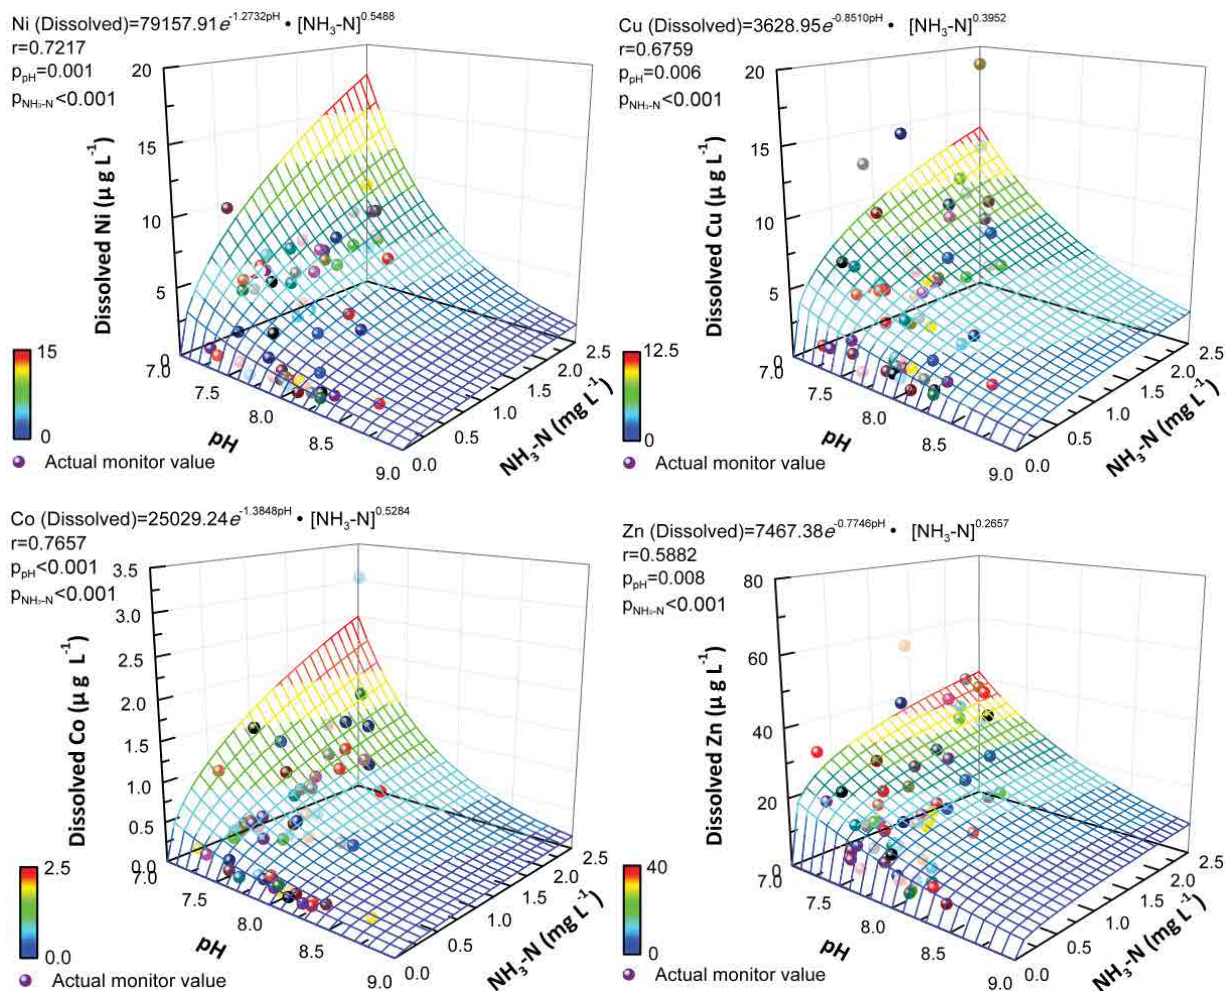 Ni (Dissolved)=79157.91e^-1.2732pH • [NH3-N]^0.5488
r=0.7217
p_pH=0.001
p_NH3-N<0.001
20
15
10
5
0
Dissolved Ni (μ g L^-1)
15
0
7.0
7.5
8.0
8.5
9.0
pH
0.0
0.5
1.0
1.5
2.0
2.5
NH3-N (mg L^-1)
Actual monitor value
Cu (Dissolved)=3628.95e^-0.8510pH • [NH3-N]^0.3952
r=0.6759
p_pH=0.006
p_NH3-N<0.001
20
15
10
5
0
Dissolved Cu (μ g L^-1)
12.5
0
7.0
7.5
8.0
8.5
9.0
pH
0.0
0.5
1.0
1.5
2.0
2.5
NH3-N (mg L^-1)
Actual monitor value
Co (Dissolved)=25029.24e^-1.3848pH • [NH3-N]^0.5284
r=0.7657
p_pH<0.001
p_NH3-N<0.001
3.5
3.0
2.5
2.0
1.5
1.0
0.5
0.0
Dissolved Co (μ g L^-1)
2.5
0.0
7.0
7.5
8.0
8.5
9.0
pH
0.0
0.5
1.0
1.5
2.0
2.5
NH3-N (mg L^-1)
Actual monitor value
Zn (Dissolved)=7467.38e^-0.7746pH • [NH3-N]^0.2657
r=0.5882
p_pH=0.008
p_NH3-N<0.001
80
60
40
20
0
Dissolved Zn (μ g L^-1)
40
0
7.0
7.5
8.0
8.5
9.0
pH
0.0
0.5
1.0
1.5
2.0
2.5
NH3-N (mg L^-1)
Actual monitor value